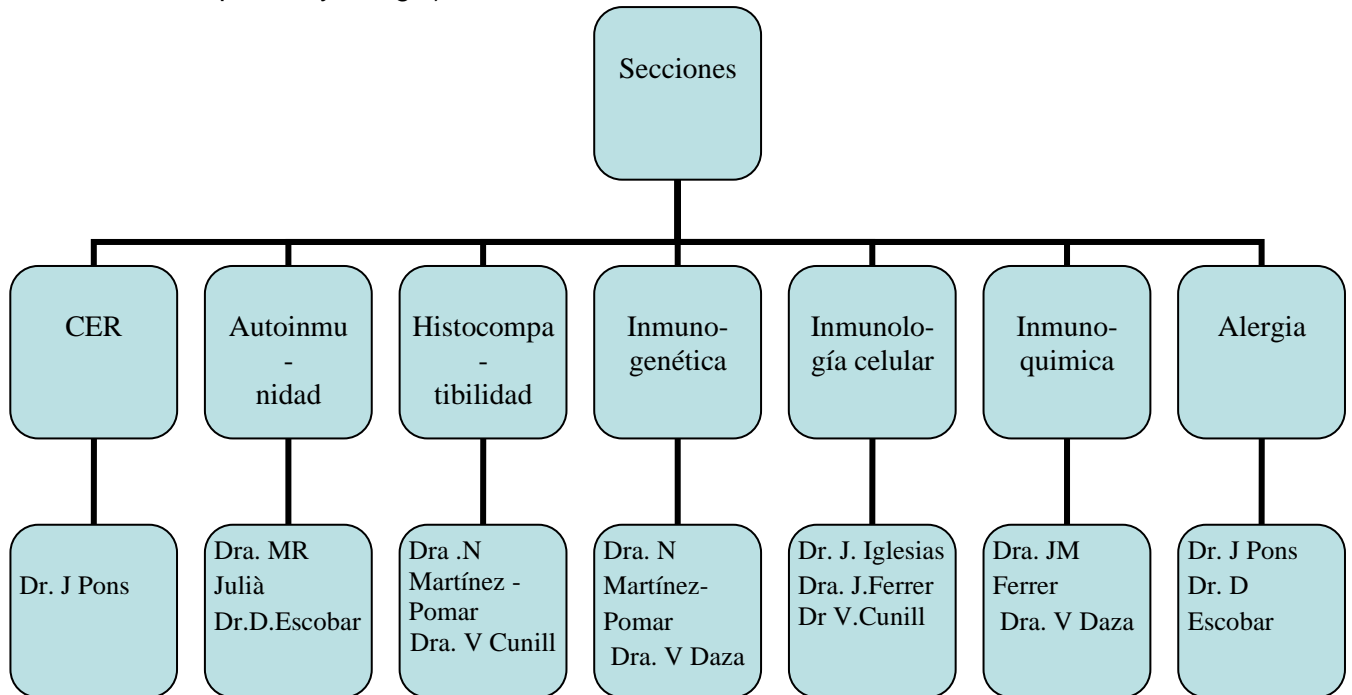 Secciones
CER
Autoinmu
-
nidad
Histocompa
-
tibilidad
Inmuno-
genética
Inmunolo-
gía celular
Inmuno-
quimica
Alergia
Dr. J Pons
Dra. MR
Julià
Dr.D.Escobar
Dra .N
Martínez -
Pomar
Dra. V Cunill
Dra. N
Martínez-
Pomar
Dra. V Daza
Dr. J. Iglesias
Dra. J.Ferrer
Dr V.Cunill
Dra. JM
Ferrer
Dra. V Daza
Dr. J Pons
Dr. D
Escobar